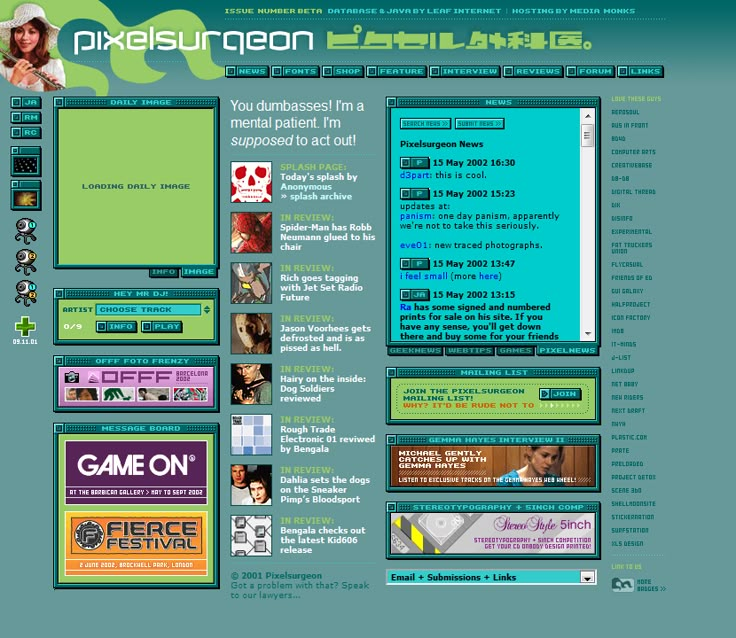 ISSUE NUMBER BETA DATABASE & JAVA BY LEAF INTERNET | HOSTING BY MEDIA MONKS
pixelsurgeon ピクセル外科医。
NEWS FONTS SHOP FEATURE INTERVIEW REVIEWS FORUM LINKS
JA
RM
RC
09.11.01
DAILY IMAGE
LOADING DAILY IMAGE
INFO IMAGE
HEY MR DJ!
ARTIST CHOOSE TRACK
0/9 INFO PLAY
OFFF FOTO FRENZY
OFFF BARCELONA
2002
MESSAGE BOARD
GAME ON
AT THE BARBICAN GALLERY > MAY TO SEPT 2002
FIERCE
FESTIVAL
2 JUNE 2002, BROCKWELL PARK, LONDON
You dumbasses! I'm a
mental patient. I'm
supposed to act out!
SPLASH PAGE:
Today's splash by
Anonymous
» splash archive
IN REVIEW:
Spider-Man has Robb
Neumann glued to his
chair
IN REVIEW:
Rich goes tagging
with Jet Set Radio
Future
IN REVIEW:
Jason Voorhees gets
defrosted and is as
pissed as hell.
IN REVIEW:
Hairy on the inside:
Dog Soldiers
reviewed
IN REVIEW:
Rough Trade
Electronic 01 reviwed
by Bengala
IN REVIEW:
Dahlia sets the dogs
on the Sneaker
Pimp's Bloodsport
IN REVIEW:
Bengala checks out
the latest Kid606
release
© 2001 Pixelsurgeon
Got a problem with that? Speak
to our lawyers...
NEWS
SEARCH NEWS >> SUBMIT NEWS >>
Pixelsurgeon News
P 15 May 2002 16:30
d3part: this is cool.
P 15 May 2002 15:23
updates at:
panism: one day panism, apparently
we're not to take this seriously.
eve01: new traced photographs.
P 15 May 2002 13:47
i feel small (more here)
JA 15 May 2002 13:15
Ra has some signed and numbered
prints for sale on his site. If you
have any sense, you'll get down
there and buy some for your friends
GEEKNEWS WEBTIPS GAMES PIXELNEWS
MAILING LIST
JOIN THE PIXELSURGEON
MAILING LIST! JOIN
WHY? IT'D BE RUDE NOT TO
GEMMA HAYES INTERVIEW II
MICHAEL GENTLY
CATCHES UP WITH
GEMMA HAYES
LISTEN TO EXCLUSIVE TRACKS ON THE GEMMA HAYES WEB WHEEL!
STEREOTYPOGRAPHY + 5INCH COMP
StereoStyle 5inch
STEREOTYPOGRAPHY + 5INCH COMPETITION
GET YOUR CD ONBODY DESIGN PRINTED!
Email + Submissions + Links
LOVE THESE GUYS
AEROSOUL
AUS IN FRONT
COMPUTER ARTS
CREATIVEBASE
DIGITAL THREAD
DISINFO
EXPERIMENTAL
FAT TRUCKERS
UNION
FLYCASUAL
FRIENDS OF ED
GUI GALAXY
HALFPROJECT
ICON FACTORY
IMDB
IT-MINDS
J-LIST
LINKDUP
NET BABY
NEW RIDERS
NEXT DRAFT
PLASTIC.COM
PRATE
PRELOADED
PROJECT DETOX
SCENE 360
SHELLMOONSITE
STICKERNATION
SURFSTATION
XLS DESIGN
LINK TO US
MORE
BADGES >>